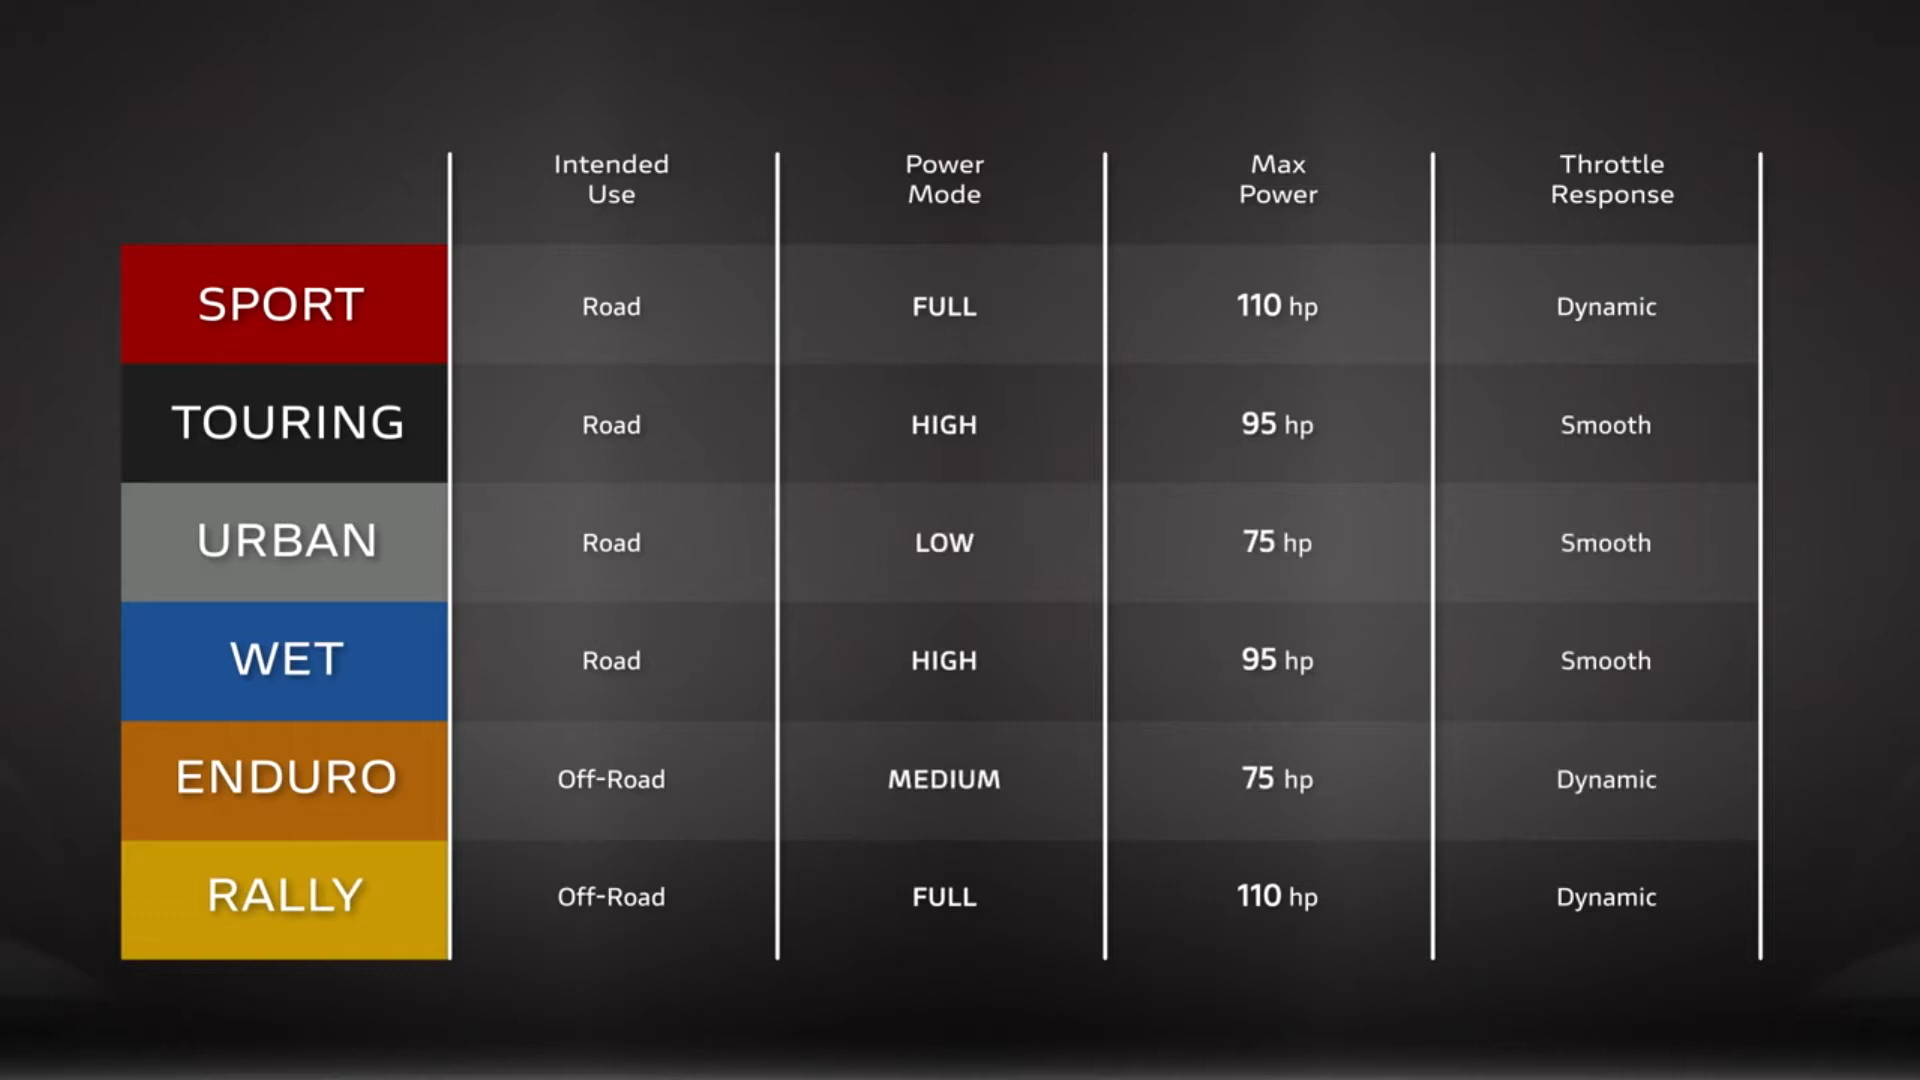 Intended Use
Power Mode
Max Power
Throttle Response
SPORT Road FULL 110 hp Dynamic
TOURING Road HIGH 95 hp Smooth
URBAN Road LOW 75 hp Smooth
WET Road HIGH 95 hp Smooth
ENDURO Off-Road MEDIUM 75 hp Dynamic
RALLY Off-Road FULL 110 hp Dynamic